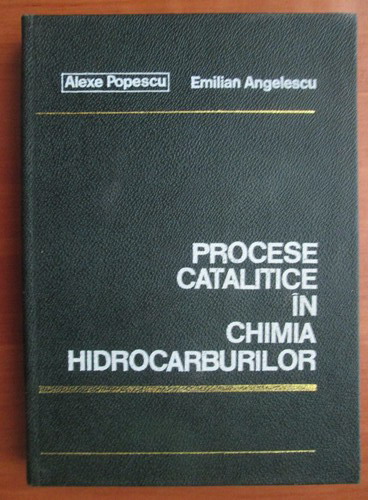 Alexe Popescu Emilian Angelescu
PROCESE
CATALITICE
ÎN
CHIMIA
HIDROCARBURILOR